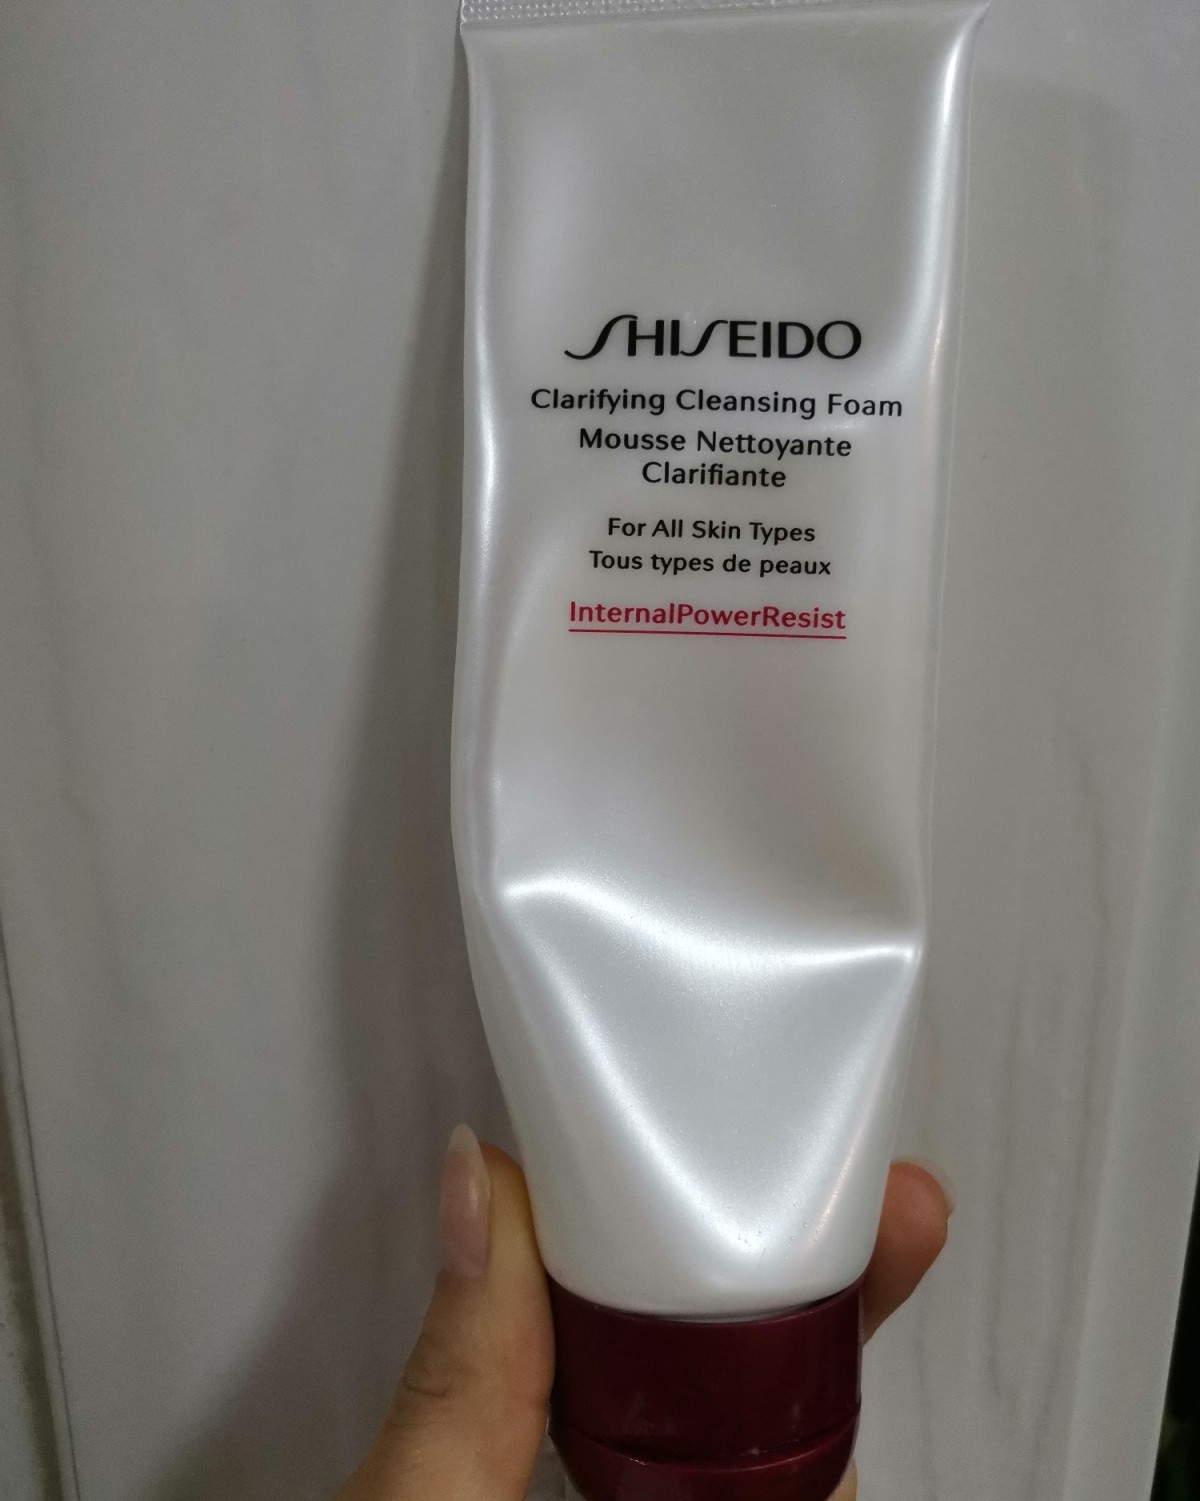 SHISEIDO
Clarifying Cleansing Foam
Mousse Nettoyante
Clarifiante
For All Skin Types
Tous types de peaux
InternalPowerResist